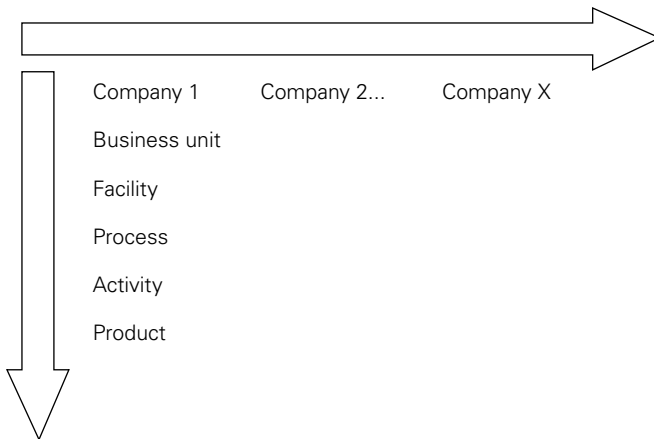 Company 1 Company 2... Company X
Business unit
Facility
Process
Activity
Product